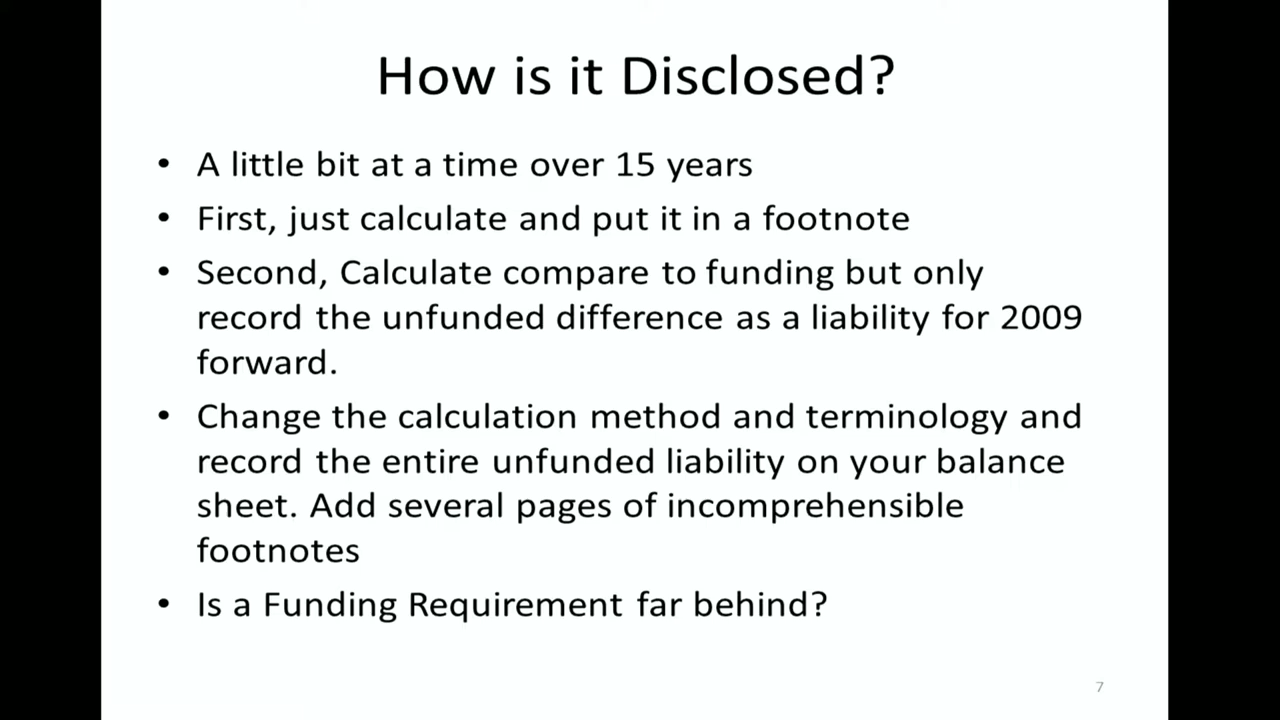 How is it Disclosed?
• A little bit at a time over 15 years
• First, just calculate and put it in a footnote
• Second, Calculate compare to funding but only
record the unfunded difference as a liability for 2009
forward.
• Change the calculation method and terminology and
record the entire unfunded liability on your balance
sheet. Add several pages of incomprehensible
footnotes
• Is a Funding Requirement far behind?
7